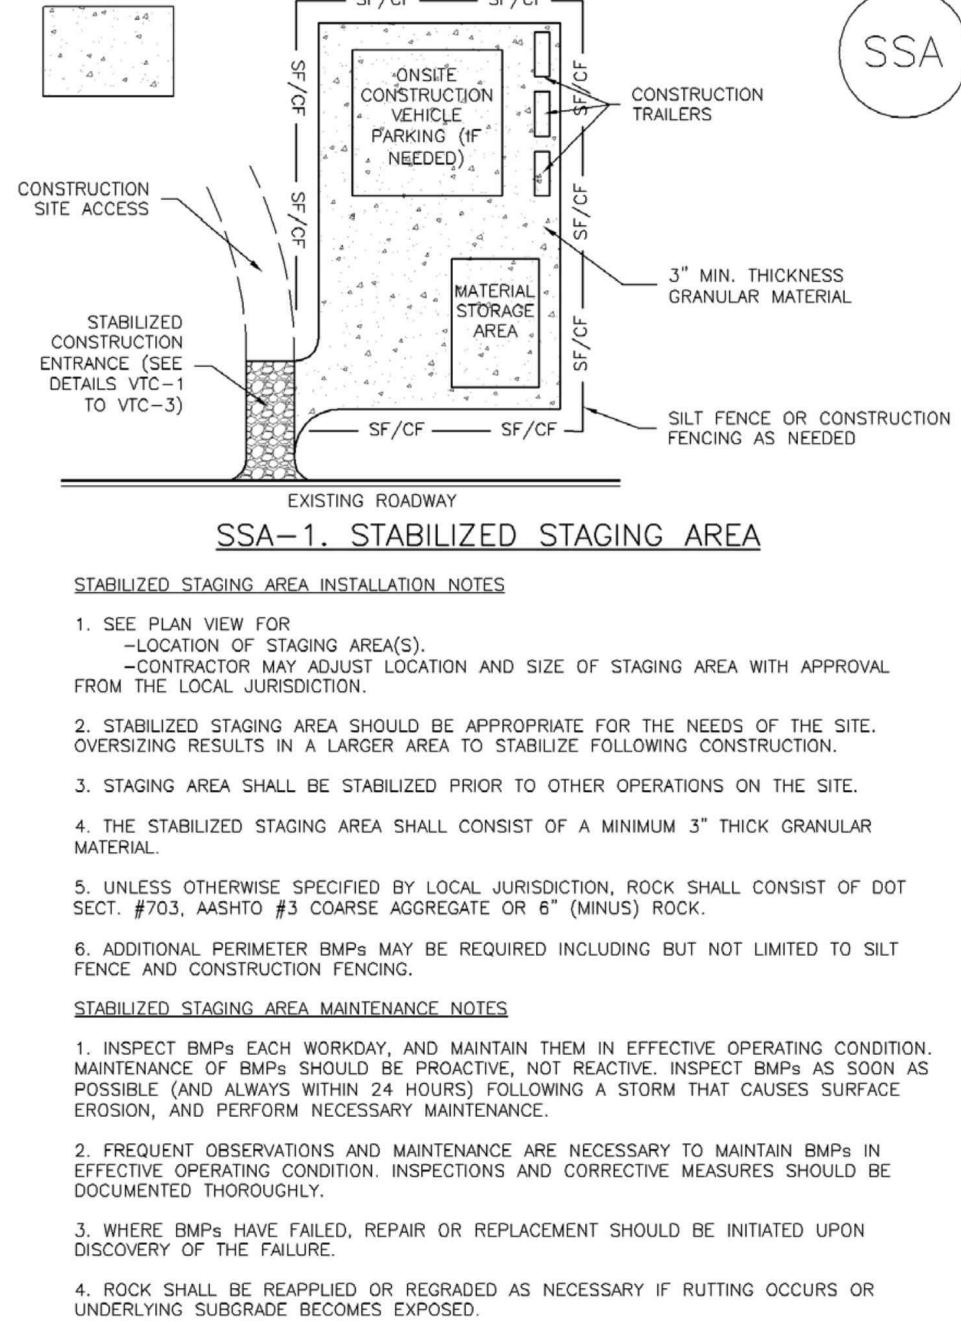 SF/CF SF/CF
SSA
ONSITE
CONSTRUCTION
VEHICLE
PARKING (IF
NEEDED)
SF/CF
SF/CF
CONSTRUCTION
TRAILERS
CONSTRUCTION
SITE ACCESS
SF/CF
SF/CF
3" MIN. THICKNESS
GRANULAR MATERIAL
MATERIAL
STORAGE
AREA
STABILIZED
CONSTRUCTION
ENTRANCE (SEE
DETAILS VTC-1
TO VTC-3)
SF/CF
SF/CF SF/CF
SILT FENCE OR CONSTRUCTION
FENCING AS NEEDED
EXISTING ROADWAY
SSA-1. STABILIZED STAGING AREA
STABILIZED STAGING AREA INSTALLATION NOTES
1. SEE PLAN VIEW FOR
-LOCATION OF STAGING AREA(S).
-CONTRACTOR MAY ADJUST LOCATION AND SIZE OF STAGING AREA WITH APPROVAL
FROM THE LOCAL JURISDICTION.
2. STABILIZED STAGING AREA SHOULD BE APPROPRIATE FOR THE NEEDS OF THE SITE.
OVERSIZING RESULTS IN A LARGER AREA TO STABILIZE FOLLOWING CONSTRUCTION.
3. STAGING AREA SHALL BE STABILIZED PRIOR TO OTHER OPERATIONS ON THE SITE.
4. THE STABILIZED STAGING AREA SHALL CONSIST OF A MINIMUM 3" THICK GRANULAR
MATERIAL.
5. UNLESS OTHERWISE SPECIFIED BY LOCAL JURISDICTION, ROCK SHALL CONSIST OF DOT
SECT. #703, AASHTO #3 COARSE AGGREGATE OR 6" (MINUS) ROCK.
6. ADDITIONAL PERIMETER BMPs MAY BE REQUIRED INCLUDING BUT NOT LIMITED TO SILT
FENCE AND CONSTRUCTION FENCING.
STABILIZED STAGING AREA MAINTENANCE NOTES
1. INSPECT BMPs EACH WORKDAY, AND MAINTAIN THEM IN EFFECTIVE OPERATING CONDITION.
MAINTENANCE OF BMPs SHOULD BE PROACTIVE, NOT REACTIVE. INSPECT BMPs AS SOON AS
POSSIBLE (AND ALWAYS WITHIN 24 HOURS) FOLLOWING A STORM THAT CAUSES SURFACE
EROSION, AND PERFORM NECESSARY MAINTENANCE.
2. FREQUENT OBSERVATIONS AND MAINTENANCE ARE NECESSARY TO MAINTAIN BMPs IN
EFFECTIVE OPERATING CONDITION. INSPECTIONS AND CORRECTIVE MEASURES SHOULD BE
DOCUMENTED THOROUGHLY.
3. WHERE BMPs HAVE FAILED, REPAIR OR REPLACEMENT SHOULD BE INITIATED UPON
DISCOVERY OF THE FAILURE.
4. ROCK SHALL BE REAPPLIED OR REGRADED AS NECESSARY IF RUTTING OCCURS OR
UNDERLYING SUBGRADE BECOMES EXPOSED.